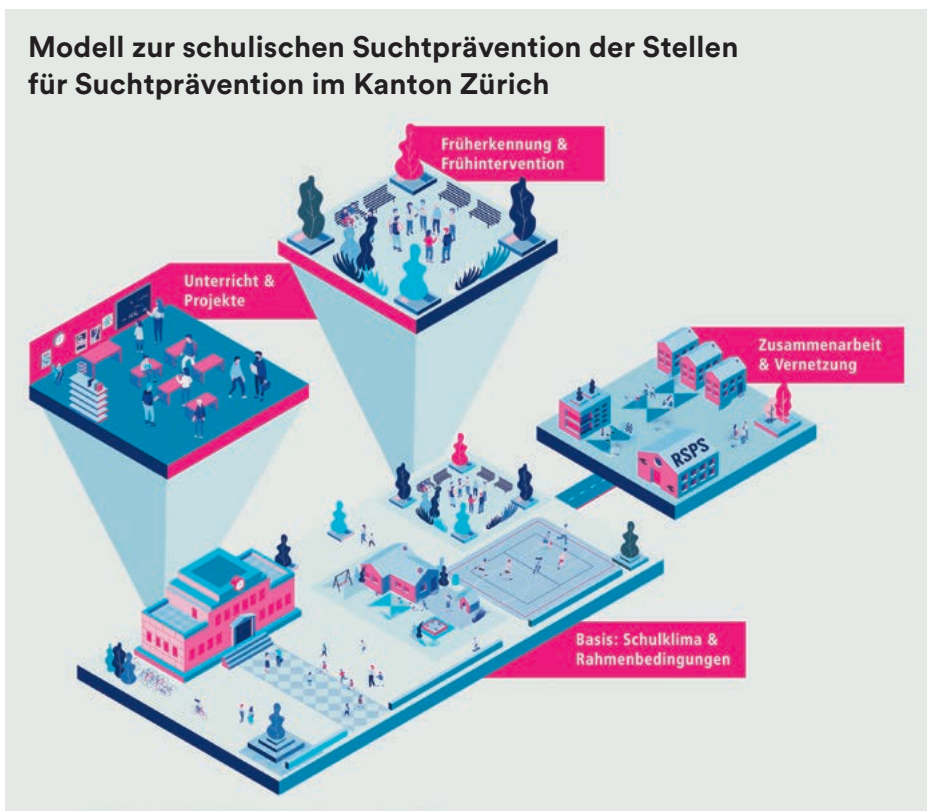 Modell zur schulischen Suchtprävention der Stellen
für Suchtprävention im Kanton Zürich
Früherkennung &
Frühintervention
Unterricht &
Projekte
Zusammenarbeit
& Vernetzung
RSPS
Basis: Schulklima &
Rahmenbedingungen